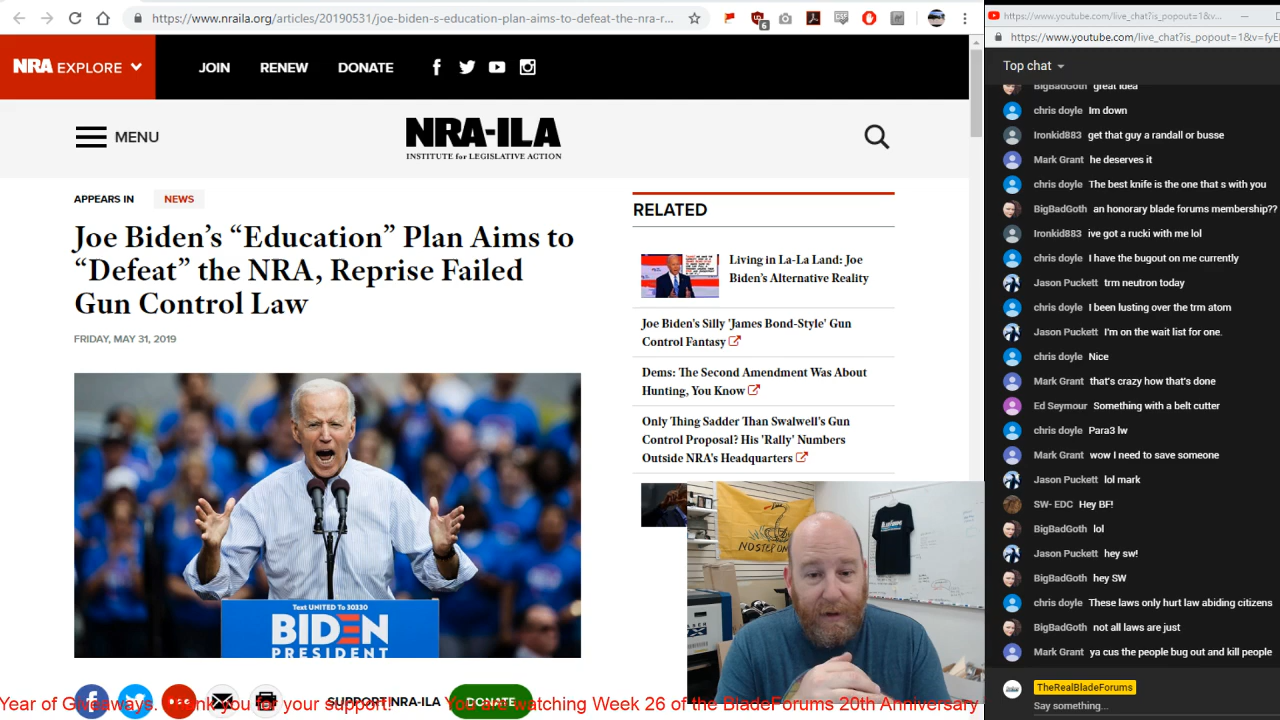 https://www.nraila.org/articles/20190531/joe-biden-s-education-plan-aims-to-defeat-the-nra-r...
6
NRA EXPLORE
JOIN
RENEW
DONATE
MENU
NRA-ILA
INSTITUTE for LEGISLATIVE ACTION
APPEARS IN
NEWS
Joe Biden's “Education” Plan Aims to
“Defeat” the NRA, Reprise Failed
Gun Control Law
FRIDAY, MAY 31, 2019
Text UNITED To 30330
BIDEN
PRESIDENT
SUPPORT NRA-ILA
DONATE
RELATED
Living in La-La Land: Joe
Biden's Alternative Reality
Joe Biden's Silly 'James Bond-Style' Gun
Control Fantasy
Dems: The Second Amendment Was About
Hunting, You Know
Only Thing Sadder Than Swalwell's Gun
Control Proposal? His 'Rally' Numbers
Outside NRA's Headquarters
Year of Giveaways. Thank you for your support!
You are watching Week 26 of the BladeForums 20th Anniversary
https://www.youtube.com/live_chat?is_popout=1&v...
https://www.youtube.com/live_chat?is_popout=1&v=fyE
Top chat
BigBadGoth great idea
chris doyle Im down
Ironkid883 get that guy a randall or busse
Mark Grant he deserves it
chris doyle The best knife is the one that s with you
BigBadGoth an honorary blade forums membership??
Ironkid883 ive got a rucki with me lol
chris doyle I have the bugout on me currently
Jason Puckett trm neutron today
chris doyle I been lusting over the trm atom
Jason Puckett I'm on the wait list for one.
chris doyle Nice
Mark Grant that's crazy how that's done
Ed Seymour Something with a belt cutter
chris doyle Para3 lw
Mark Grant wow I need to save someone
Jason Puckett lol mark
SW- EDC Hey BF!
BigBadGoth lol
Jason Puckett hey sw!
BigBadGoth hey SW
chris doyle These laws only hurt law abiding citizens
BigBadGoth not all laws are just
Mark Grant ya cus the people bug out and kill people
TheRealBladeForums
Say something...